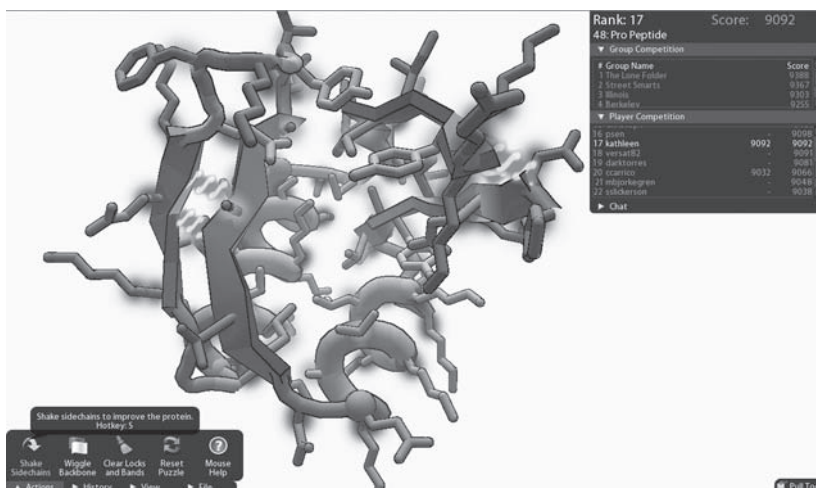 Rank: 17 Score: 9092
48: Pro Peptide
▼ Group Competition
# Group Name Score
1 The Lone Folder 9388
2 Street Smarts 9367
3 Illinois 9303
4 Berkeley 9255
▼ Player Competition
16 psen - 9098
17 kathleen 9092 9092
18 versat82 - 9091
19 darktorres - 9081
20 ccarrico 9032 9066
21 mbjorkegren - 9048
22 sslickerson - 9038
▶ Chat
Shake sidechains to improve the protein.
Hotkey: S
Shake Wiggle Clear Locks Reset Mouse
Sidechains Backbone and Bands Puzzle Help
▲ Actions ▶ History ▶ View ▶ File
Pull To